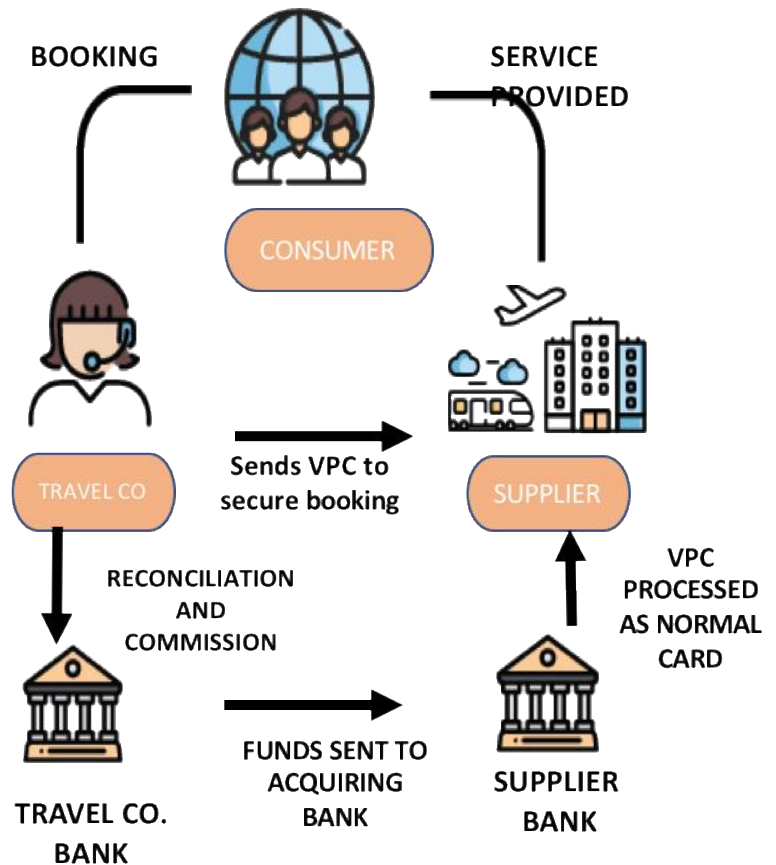 BOOKING
SERVICE
PROVIDED
CONSUMER
Sends VPC to
secure booking
TRAVEL CO
SUPPLIER
RECONCILIATION
AND
COMMISSION
VPC
PROCESSED
AS NORMAL
CARD
FUNDS SENT TO
ACQUIRING
BANK
TRAVEL CO.
BANK
SUPPLIER
BANK